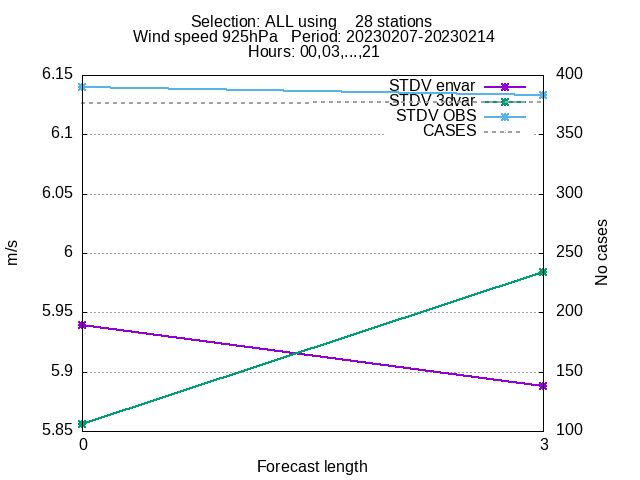 Selection: ALL using    28 stations
Wind speed 925hPa   Period: 20230207-20230214
Hours: 00,03,...,21
6.15
6.1
6.05
6
5.95
5.9
5.85
m/s
400
350
300
250
200
150
100
No cases
STDV envar
STDV 3dvar
STDV OBS
CASES
0
3
Forecast length